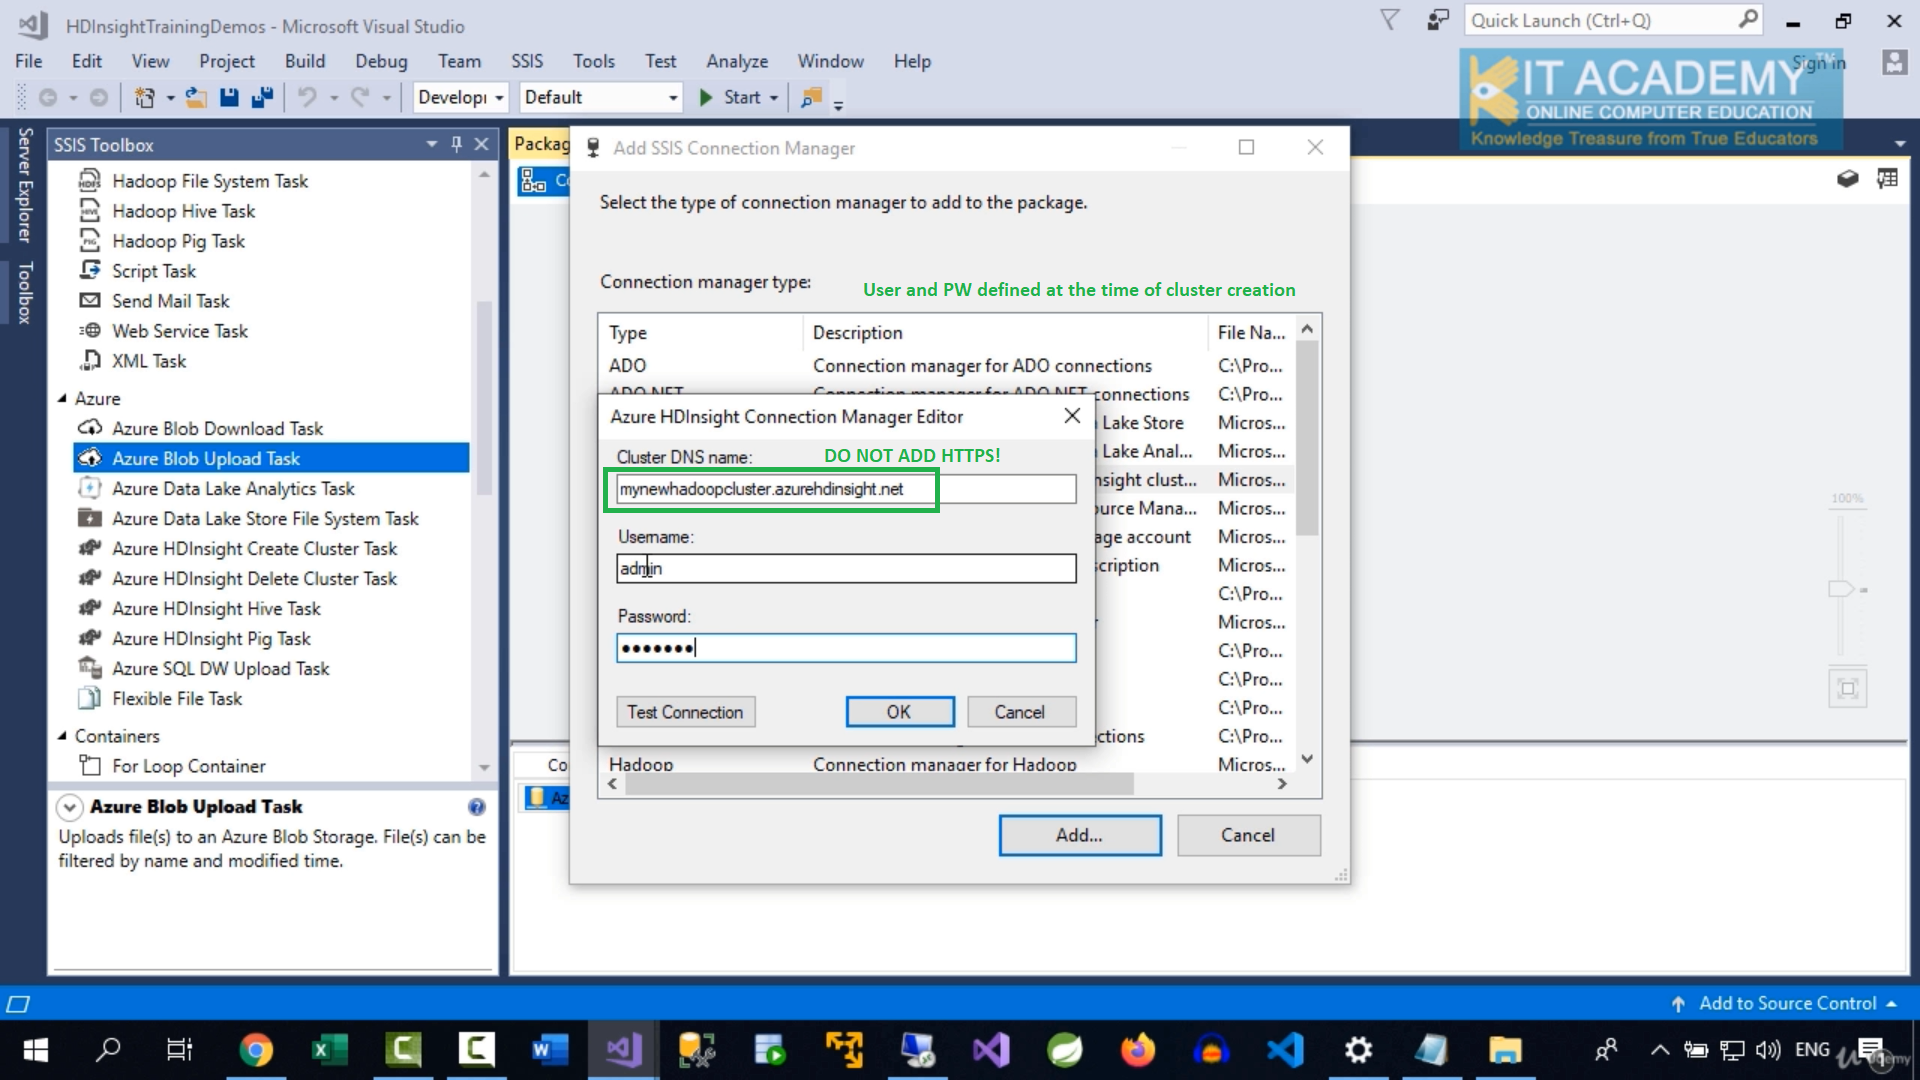 HDInsightTrainingDemos - Microsoft Visual Studio
Quick Launch (Ctrl+Q)
File Edit View Project Build Debug Team SSIS Tools Test Analyze Window Help
Sign in
Develop Default Start
KIT ACADEMY TM
ONLINE COMPUTER EDUCATION
Knowledge Treasure from True Educators
Server Explorer
Toolbox
SSIS Toolbox
Hadoop File System Task
Hadoop Hive Task
Hadoop Pig Task
Script Task
Send Mail Task
Web Service Task
XML Task
Azure
Azure Blob Download Task
Azure Blob Upload Task
Azure Data Lake Analytics Task
Azure Data Lake Store File System Task
Azure HDInsight Create Cluster Task
Azure HDInsight Delete Cluster Task
Azure HDInsight Hive Task
Azure HDInsight Pig Task
Azure SQL DW Upload Task
Flexible File Task
Containers
For Loop Container
Azure Blob Upload Task
Uploads file(s) to an Azure Blob Storage. File(s) can be
filtered by name and modified time.
Packag
Co
Add SSIS Connection Manager
Select the type of connection manager to add to the package.
Connection manager type:
User and PW defined at the time of cluster creation
Type Description File Na...
ADO Connection manager for ADO connections C:\Pro...
ADO.NET Connection manager for ADO.NET connections C:\Pro...
Lake Store Micros...
Lake Anal... Micros...
nsight clust... Micros...
ource Mana... Micros...
age account Micros...
cription Micros...
C:\Pro...
Micros...
C:\Pro...
C:\Pro...
C:\Pro...
ctions C:\Pro...
Hadoop Connection manager for Hadoop Micros...
Azure HDInsight Connection Manager Editor
Cluster DNS name:
DO NOT ADD HTTPS!
mynewhadoopcluster.azurehdinsight.net
Username:
admin
Password:
Test Connection OK Cancel
Add... Cancel
100%
Co
Az
Add to Source Control
ENG
udemy
1